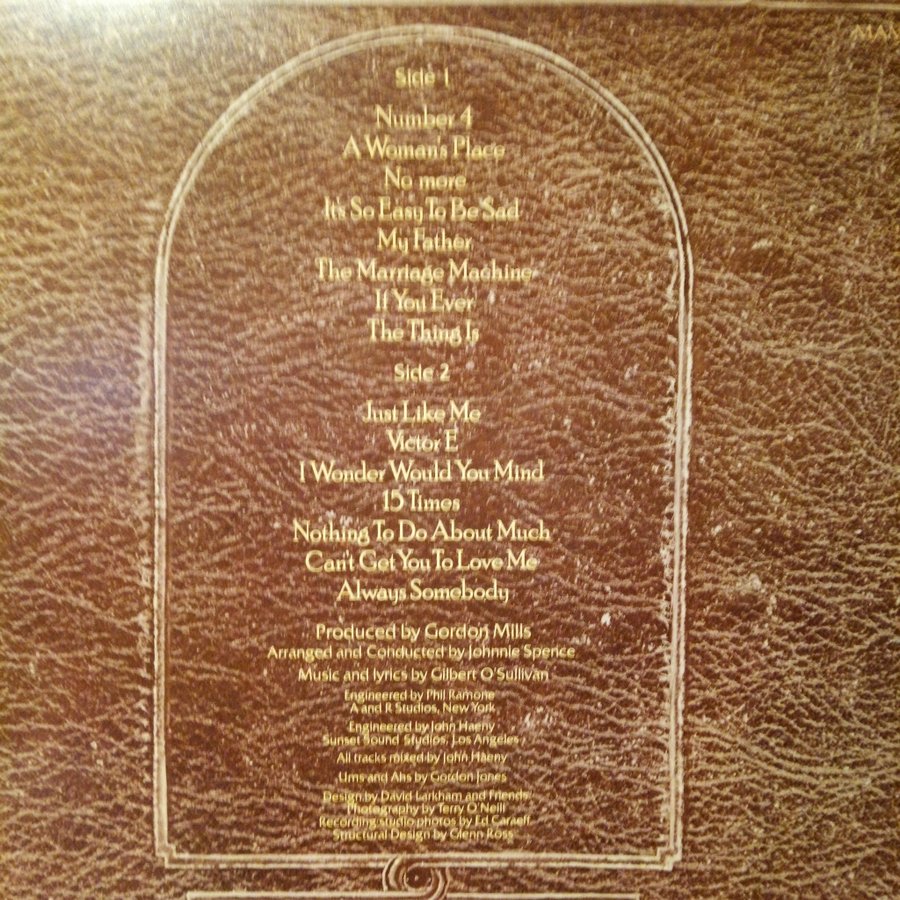 MAM
Side 1
Number 4
A Woman's Place
No more
It's So Easy To Be Sad
My Father
The Marriage Machine
If You Ever
The Thing Is
Side 2
Just Like Me
Victor E
I Wonder Would You Mind
15 Times
Nothing To Do About Much
Can't Get You To Love Me
Always Somebody
Produced by Gordon Mills
Arranged and Conducted by Johnnie Spence
Music and lyrics by Gilbert O'Sullivan
Engineered by Phil Ramone
A and R Studios, New York
Engineered by John Haeny
Sunset Sound Studios, Los Angeles
All tracks mixed by John Haeny
Ums and Ahs by Gordon Jones
Design by David Larkham and Friends
Photography by Terry O'Neill
Recording studio photos by Ed Caraeff
Structural Design by Glenn Ross